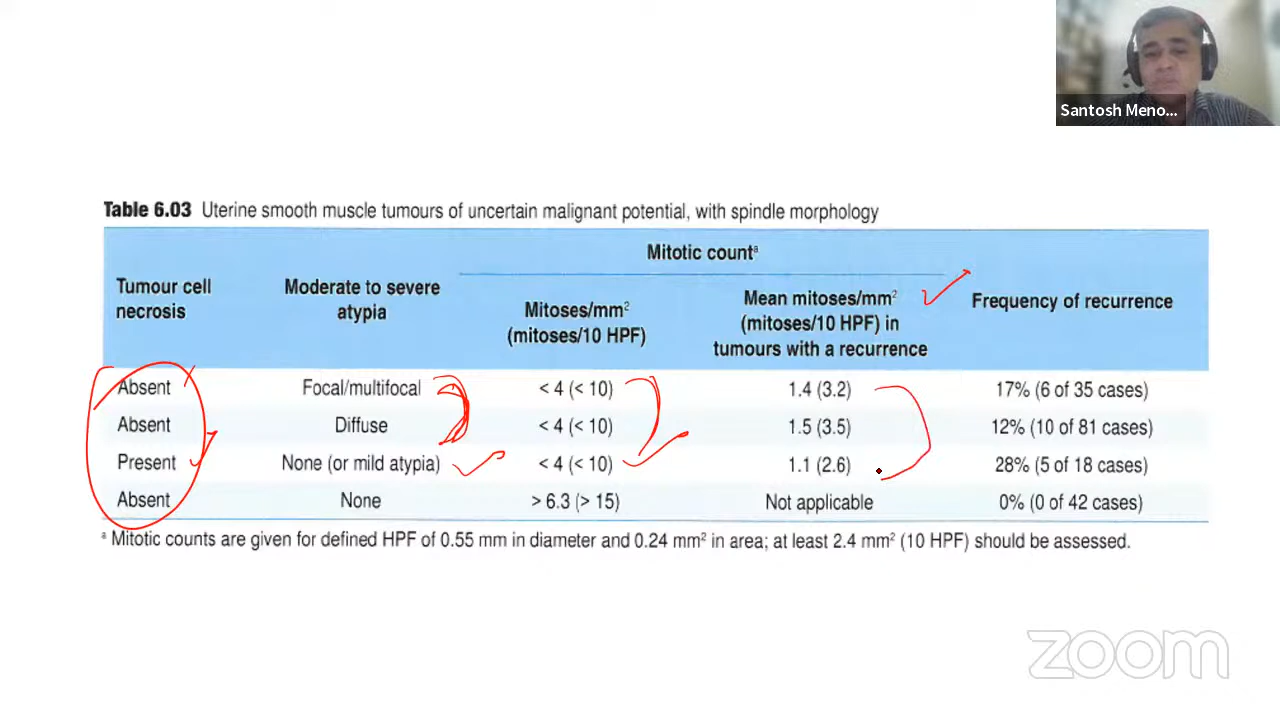 Santosh Meno...
Table 6.03 Uterine smooth muscle tumours of uncertain malignant potential, with spindle morphology
Tumour cell necrosis
Moderate to severe atypia
Mitotic countᵃ
Mitoses/mm² (mitoses/10 HPF)
Mean mitoses/mm² (mitoses/10 HPF) in tumours with a recurrence
Frequency of recurrence
Absent Focal/multifocal < 4 (< 10) 1.4 (3.2) 17% (6 of 35 cases)
Absent Diffuse < 4 (< 10) 1.5 (3.5) 12% (10 of 81 cases)
Present None (or mild atypia) < 4 (< 10) 1.1 (2.6) 28% (5 of 18 cases)
Absent None > 6.3 (> 15) Not applicable 0% (0 of 42 cases)
ᵃ Mitotic counts are given for defined HPF of 0.55 mm in diameter and 0.24 mm² in area; at least 2.4 mm² (10 HPF) should be assessed.
zoom